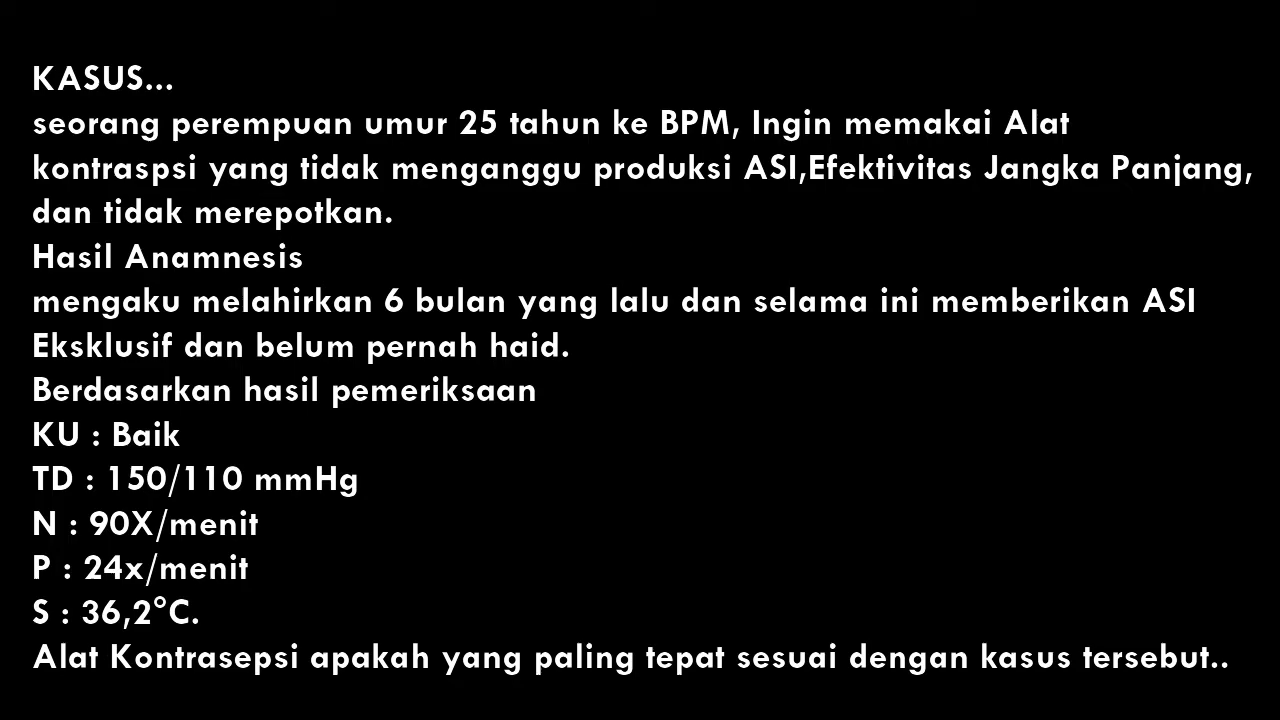 KASUS...
seorang perempuan umur 25 tahun ke BPM, Ingin memakai Alat
kontraspsi yang tidak menganggu produksi ASI,Efektivitas Jangka Panjang,
dan tidak merepotkan.
Hasil Anamnesis
mengaku melahirkan 6 bulan yang lalu dan selama ini memberikan ASI
Eksklusif dan belum pernah haid.
Berdasarkan hasil pemeriksaan
KU : Baik
TD : 150/110 mmHg
N : 90X/menit
P : 24x/menit
S : 36,2°C.
Alat Kontrasepsi apakah yang paling tepat sesuai dengan kasus tersebut..